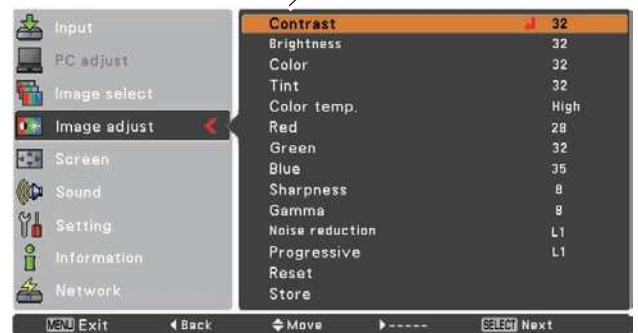 Input
PC adjust
Image select
Image adjust
Screen
Sound
Setting
Information
Network
Contrast 32
Brightness 32
Color 32
Tint 32
Color temp. High
Red 28
Green 32
Blue 35
Sharpness 8
Gamma 8
Noise reduction L1
Progressive L1
Reset
Store
MENU Exit Back Move ----- SELECT Next